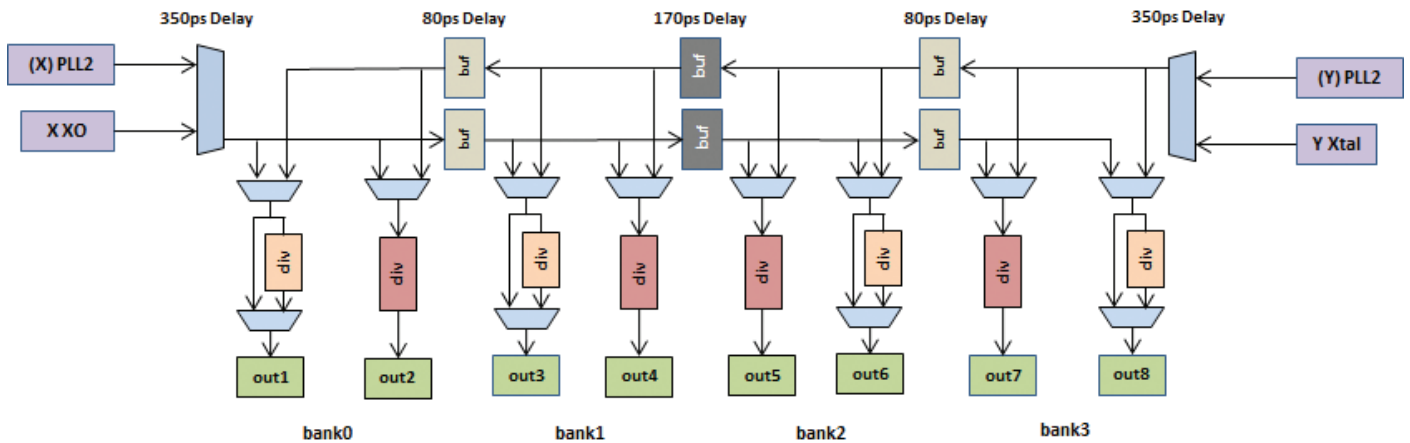 350ps Delay 80ps Delay 170ps Delay 80ps Delay 350ps Delay
(X) PLL2 buf buf buf (Y) PLL2
X XO buf buf buf Y Xtal
div div div div div div div div
out1 out2 out3 out4 out5 out6 out7 out8
bank0 bank1 bank2 bank3